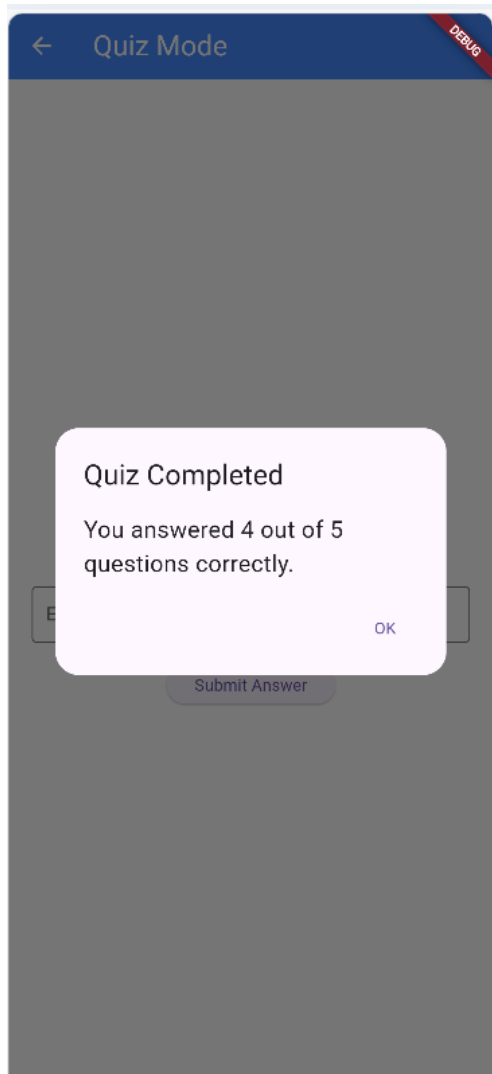 Quiz Mode
DEBUG
Quiz Completed
You answered 4 out of 5
questions correctly.
OK
E
Submit Answer